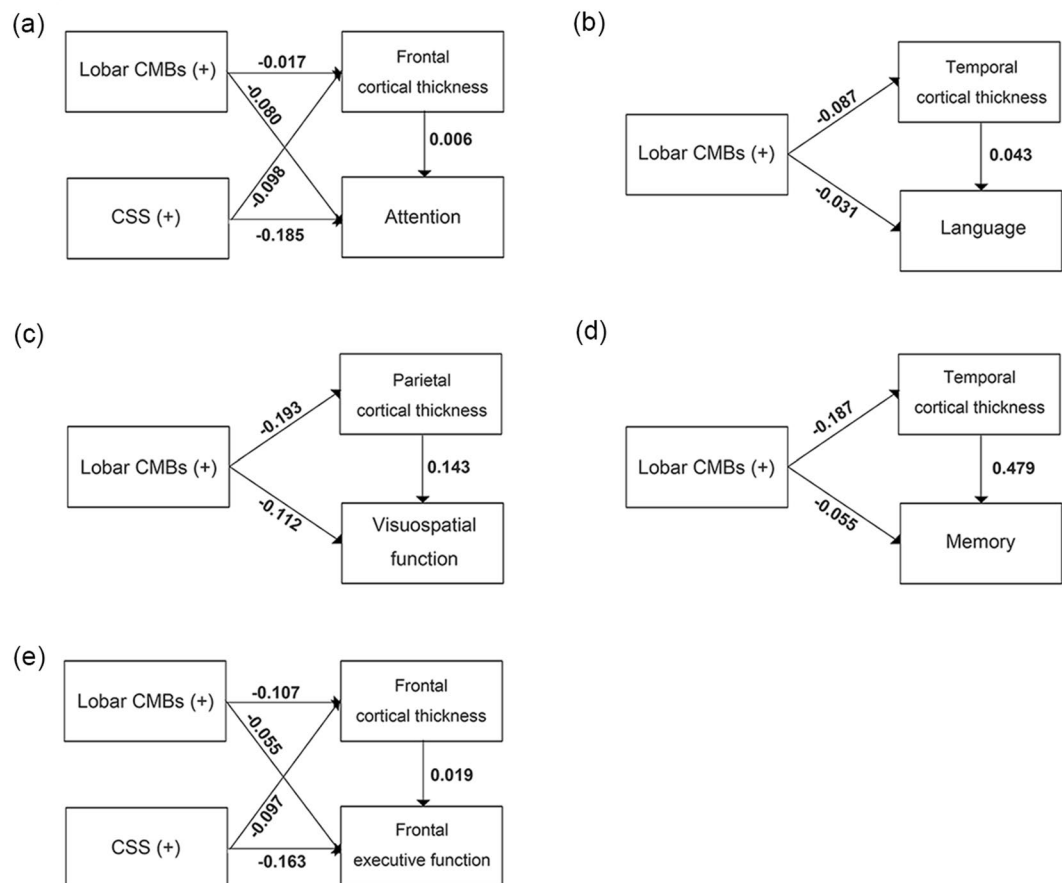 (a)
Lobar CMBs (+)
-0.017
Frontal
cortical thickness
-0.080
0.006
-0.098
CSS (+)
-0.185
Attention
(b)
Temporal
cortical thickness
-0.087
Lobar CMBs (+)
0.043
-0.031
Language
(c)
Parietal
cortical thickness
-0.193
Lobar CMBs (+)
0.143
-0.112
Visuospatial
function
(d)
Temporal
cortical thickness
-0.187
Lobar CMBs (+)
0.479
-0.055
Memory
(e)
Lobar CMBs (+)
-0.107
Frontal
cortical thickness
-0.055
0.019
-0.097
CSS (+)
-0.163
Frontal
executive function